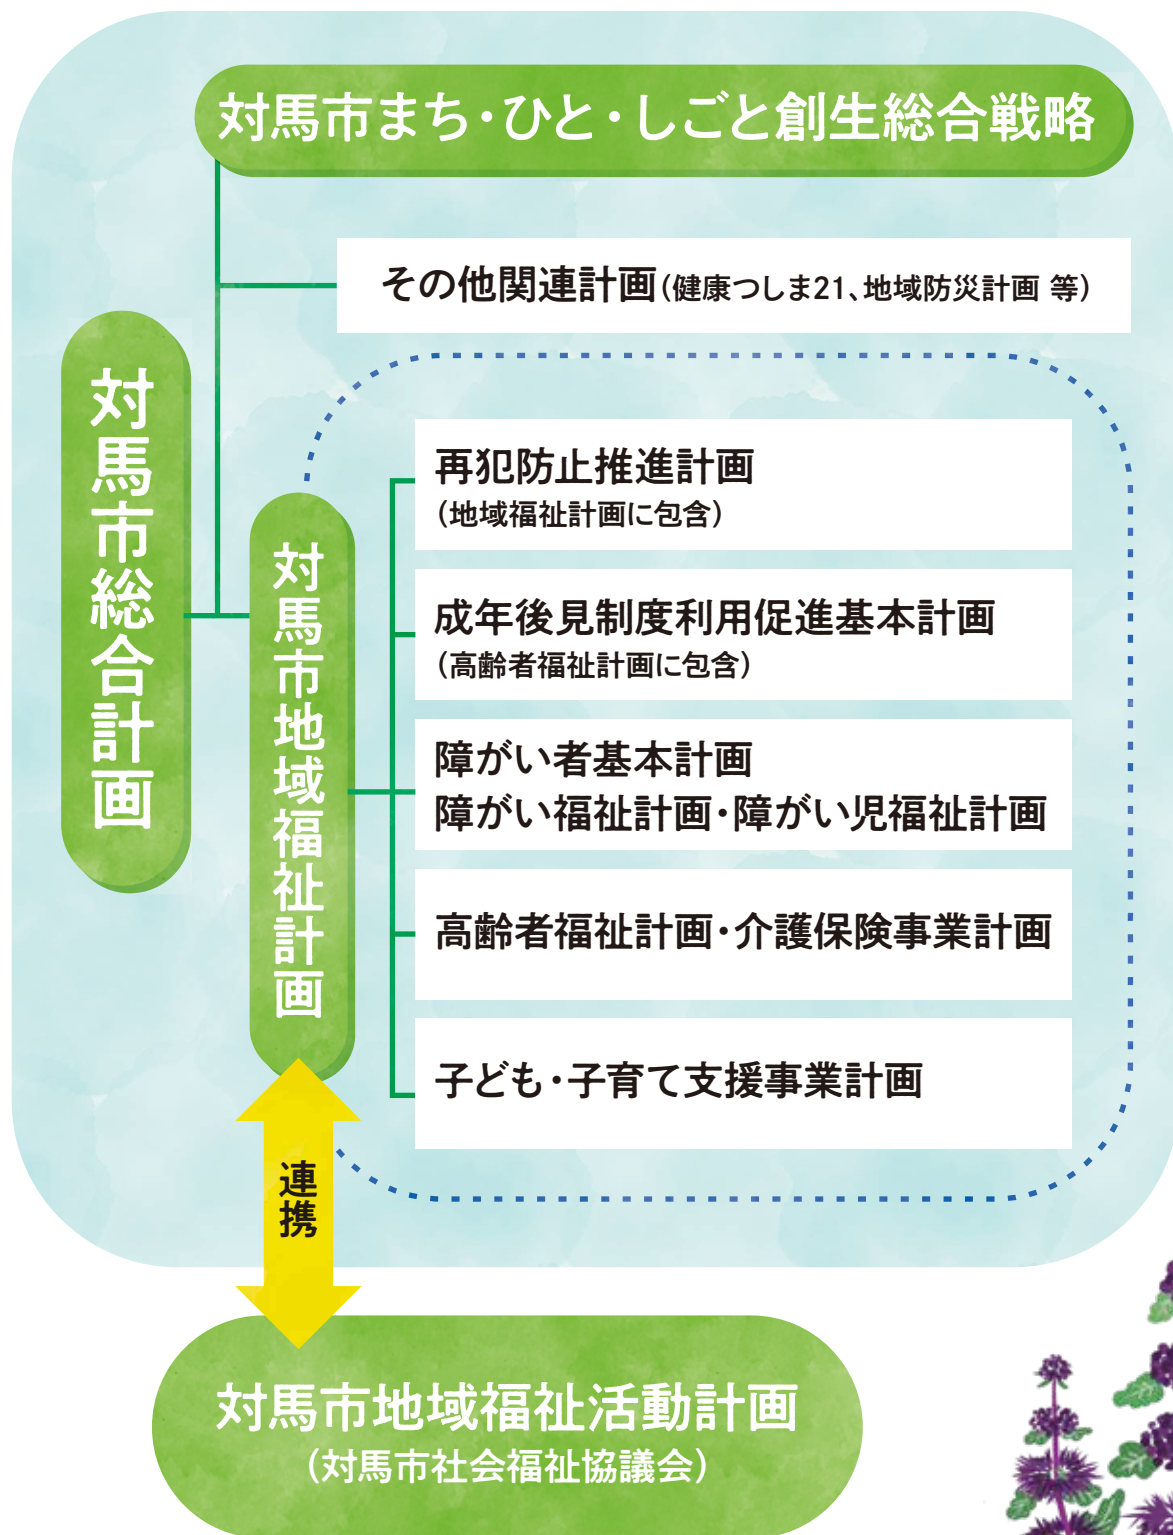 対馬市まち・ひと・しごと創生総合戦略
その他関連計画(健康つしま21、地域防災計画 等)
対馬市総合計画
対馬市地域福祉計画
再犯防止推進計画
(地域福祉計画に包含)
成年後見制度利用促進基本計画
(高齢者福祉計画に包含)
障がい者基本計画
障がい福祉計画・障がい児福祉計画
高齢者福祉計画・介護保険事業計画
子ども・子育て支援事業計画
連携
対馬市地域福祉活動計画
(対馬市社会福祉協議会)